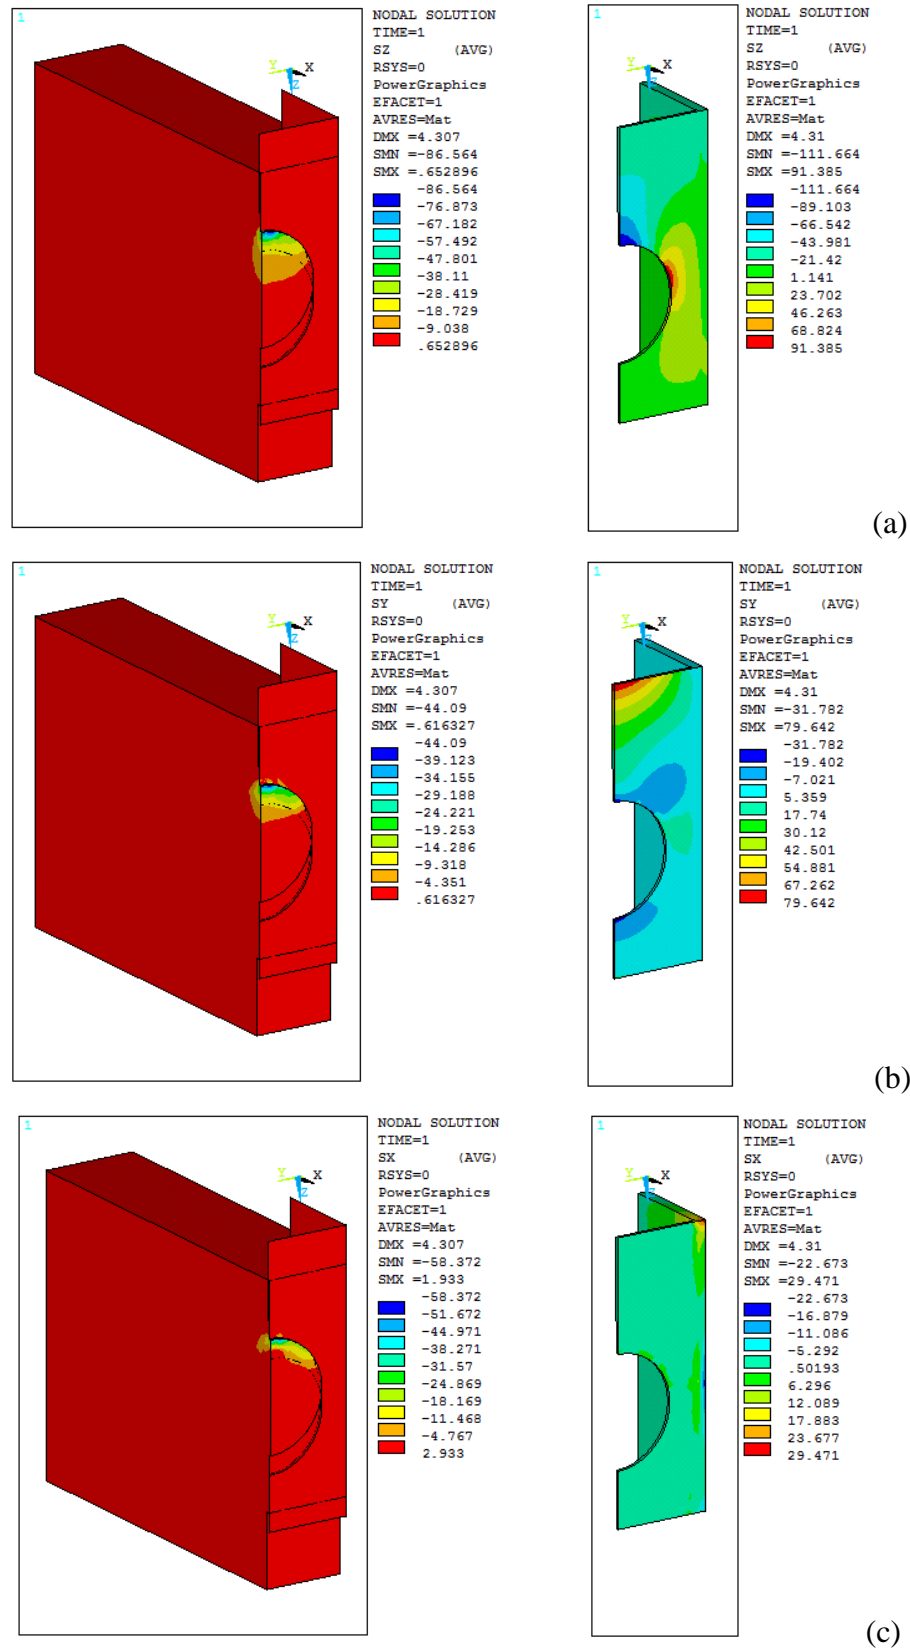 1
NODAL SOLUTION
TIME=1
SZ (AVG)
RSYS=0
PowerGraphics
EFACET=1
AVRES=Mat
DMX =4.307
SMN =-86.564
SMX =.652896
-86.564
-76.873
-67.182
-57.492
-47.801
-38.11
-28.419
-18.729
-9.038
.652896
Y
X
Z
1
NODAL SOLUTION
TIME=1
SZ (AVG)
RSYS=0
PowerGraphics
EFACET=1
AVRES=Mat
DMX =4.31
SMN =-111.664
SMX =91.385
-111.664
-89.103
-66.542
-43.981
-21.42
1.141
23.702
46.263
68.824
91.385
Y
X
Z
(a)
1
NODAL SOLUTION
TIME=1
SY (AVG)
RSYS=0
PowerGraphics
EFACET=1
AVRES=Mat
DMX =4.307
SMN =-44.09
SMX =.616327
-44.09
-39.123
-34.155
-29.188
-24.221
-19.253
-14.286
-9.318
-4.351
.616327
Y
X
Z
1
NODAL SOLUTION
TIME=1
SY (AVG)
RSYS=0
PowerGraphics
EFACET=1
AVRES=Mat
DMX =4.31
SMN =-31.782
SMX =79.642
-31.782
-19.402
-7.021
5.359
17.74
30.12
42.501
54.881
67.262
79.642
Y
X
Z
(b)
1
NODAL SOLUTION
TIME=1
SX (AVG)
RSYS=0
PowerGraphics
EFACET=1
AVRES=Mat
DMX =4.307
SMN =-58.372
SMX =1.933
-58.372
-51.672
-44.971
-38.271
-31.57
-24.869
-18.169
-11.468
-4.767
2.933
Y
X
Z
1
NODAL SOLUTION
TIME=1
SX (AVG)
RSYS=0
PowerGraphics
EFACET=1
AVRES=Mat
DMX =4.31
SMN =-22.673
SMX =29.471
-22.673
-16.879
-11.086
-5.292
.50193
6.296
12.089
17.883
23.677
29.471
Y
X
Z
(c)